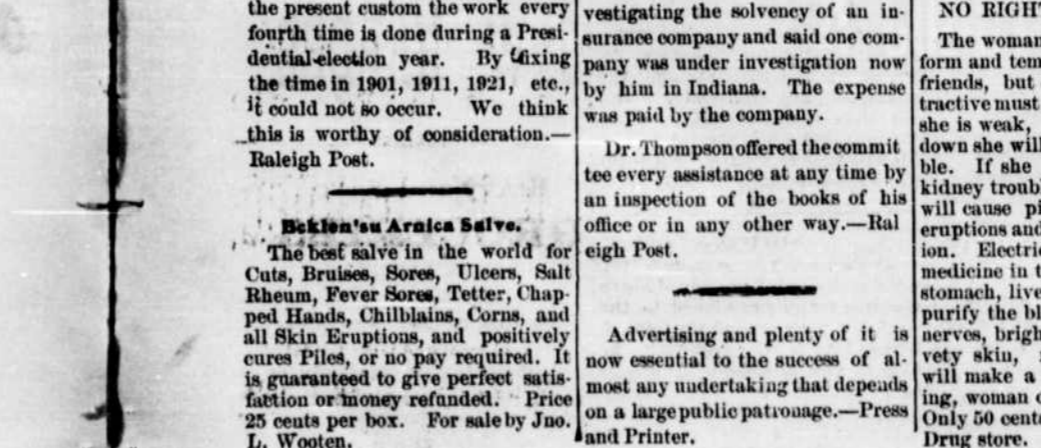 the present custom the work every
fourth time is done during a Presi-
dential-election year. By fixing
the time in 1901, 1911, 1921, etc.,
it could not so occur. We think
this is worthy of consideration.—
Raleigh Post.
Bcklen'su Arnica Salve.
The best salve in the world for
Cuts, Bruises, Sores, Ulcers, Salt
Rheum, Fever Sores, Tetter, Chap-
ped Hands, Chilblains, Corns, and
all Skin Eruptions, and positively
cures Piles, or no pay required. It
is guaranteed to give perfect satis-
faction or money refunded. Price
25 cents per box. For sale by Jno.
L. Wooten.
vestigating the solvency of an in-
surance company and said one com-
pany was under investigation now
by him in Indiana. The expense
was paid by the company.
Dr. Thompson offered the commit
tee every assistance at any time by
an inspection of the books of his
office or in any other way.—Ral
eigh Post.
Advertising and plenty of it is
now essential to the success of al-
most any undertaking that depends
on a large public patronage.—Press
and Printer.
NO RIGHT
The woman
form and tem
friends, but
tractive must
she is weak,
down she will
ble. If she
kidney troubl
will cause pi
eruptions and
ion. Electri
medicine in t
stomach, live
purify the bl
nerves, brigh
vety skin,
will make a
ing, woman o
Only 50 cent
Drug store.